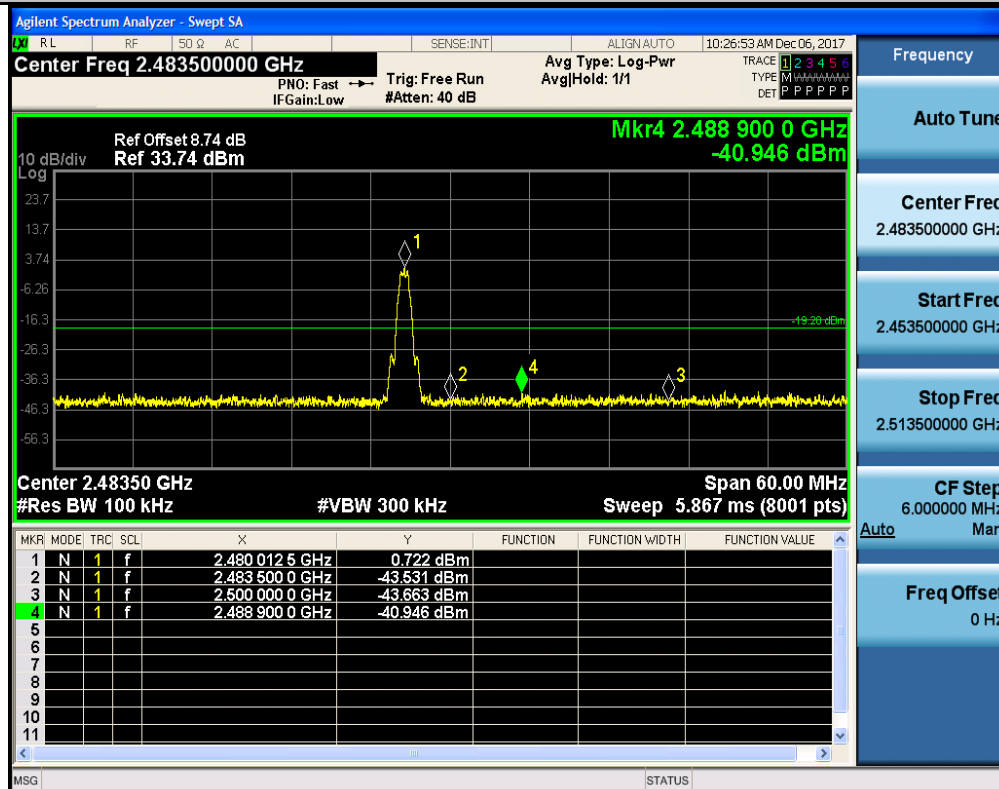 Agilent Spectrum Analyzer - Swept SA
LXI RL RF 50 Ω AC SENSE:INT ALIGN AUTO 10:26:53 AM Dec 06, 2017
Center Freq 2.483500000 GHz
PNO: Fast
IFGain:Low
Trig: Free Run
#Atten: 40 dB
Avg Type: Log-Pwr
Avg|Hold: 1/1
TRACE 1 2 3 4 5 6
TYPE M
DET P P P P P P
Ref Offset 8.74 dB
Ref 33.74 dBm
10 dB/div
Log
Mkr4 2.488 900 0 GHz
-40.946 dBm
23.7
13.7
3.74
-6.26
-16.3
-26.3
-36.3
-46.3
-56.3
1
2
4
3
-19.20 dBm
Center 2.48350 GHz Span 60.00 MHz
#Res BW 100 kHz #VBW 300 kHz Sweep 5.867 ms (8001 pts)
MKR MODE TRC SCL X Y FUNCTION FUNCTION WIDTH FUNCTION VALUE
1 N 1 f 2.480 012 5 GHz 0.722 dBm
2 N 1 f 2.483 500 0 GHz -43.531 dBm
3 N 1 f 2.500 000 0 GHz -43.663 dBm
4 N 1 f 2.488 900 0 GHz -40.946 dBm
5
6
7
8
9
10
11
MSG STATUS
Frequency
Auto Tune
Center Freq
2.483500000 GHz
Start Freq
2.453500000 GHz
Stop Freq
2.513500000 GHz
CF Step
6.000000 MHz
Auto Man
Freq Offset
0 Hz